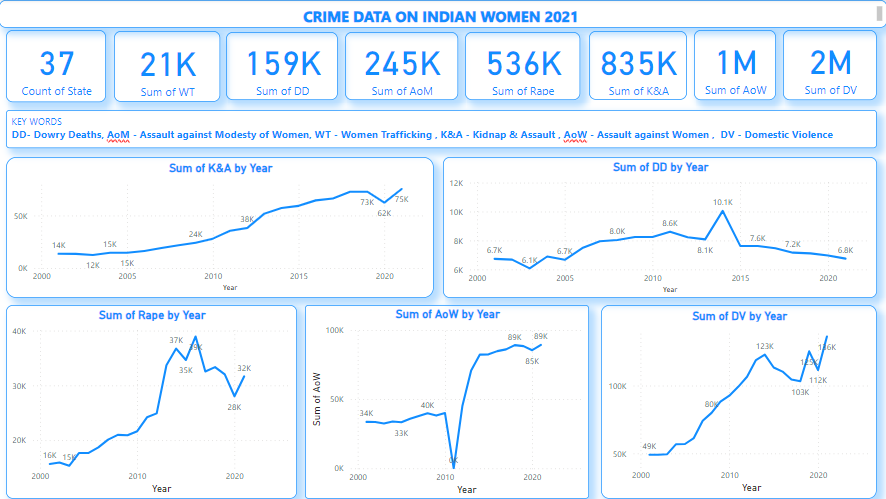 CRIME DATA ON INDIAN WOMEN 2021
37
Count of State
21K
Sum of WT
159K
Sum of DD
245K
Sum of AoM
536K
Sum of Rape
835K
Sum of K&A
1M
Sum of AoW
2M
Sum of DV
KEY WORDS
DD- Dowry Deaths, AoM - Assault against Modesty of Women, WT - Women Trafficking , K&A - Kidnap & Assault , AoW - Assault against Women , DV - Domestic Violence
Sum of K&A by Year
50K
0K
14K
12K
15K
15K
24K
38K
73K
62K
75K
2000
2005
2010
2015
2020
Year
Sum of DD by Year
12K
10K
8K
6K
6.7K
6.1K
6.7K
8.0K
8.6K
8.1K
10.1K
7.6K
7.2K
6.8K
2000
2005
2010
2015
2020
Year
Sum of Rape by Year
40K
30K
20K
16K
15K
37K
35K
39K
28K
32K
2000
2010
2020
Year
Sum of AoW by Year
Sum of AoW
100K
50K
0K
34K
33K
40K
89K
85K
89K
2000
2010
2020
Year
Sum of DV by Year
100K
50K
49K
80K
123K
103K
112K
2000
2010
2020
Year